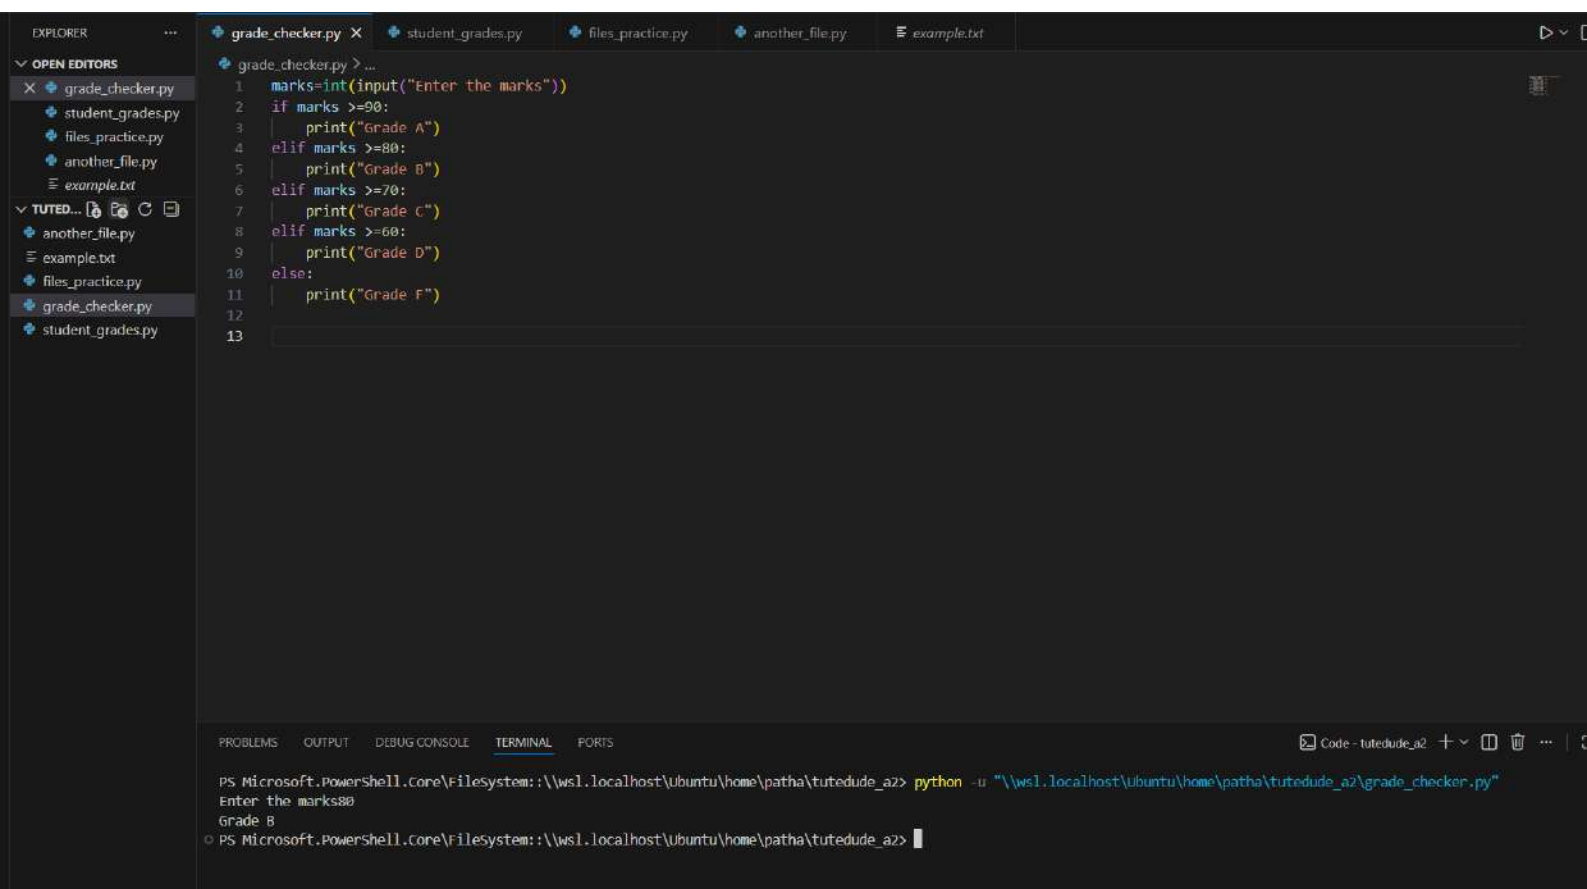 EXPLORER ...
OPEN EDITORS
grade_checker.py
student_grades.py
files_practice.py
another_file.py
example.txt
TUTED...
another_file.py
example.txt
files_practice.py
grade_checker.py
student_grades.py
grade_checker.py student_grades.py files_practice.py another_file.py example.txt
grade_checker.py > ...
1 marks=int(input("Enter the marks"))
2 if marks >=90:
3 print("Grade A")
4 elif marks >=80:
5 print("Grade B")
6 elif marks >=70:
7 print("Grade C")
8 elif marks >=60:
9 print("Grade D")
10 else:
11 print("Grade F")
12
13
PROBLEMS OUTPUT DEBUG CONSOLE TERMINAL PORTS Code - tutedude_a2
PS Microsoft.PowerShell.Core\FileSystem::\\wsl.localhost\Ubuntu\home\patha\tutedude_a2> python -u "\\wsl.localhost\Ubuntu\home\patha\tutedude_a2\grade_checker.py"
Enter the marks80
Grade B
PS Microsoft.PowerShell.Core\FileSystem::\\wsl.localhost\Ubuntu\home\patha\tutedude_a2>